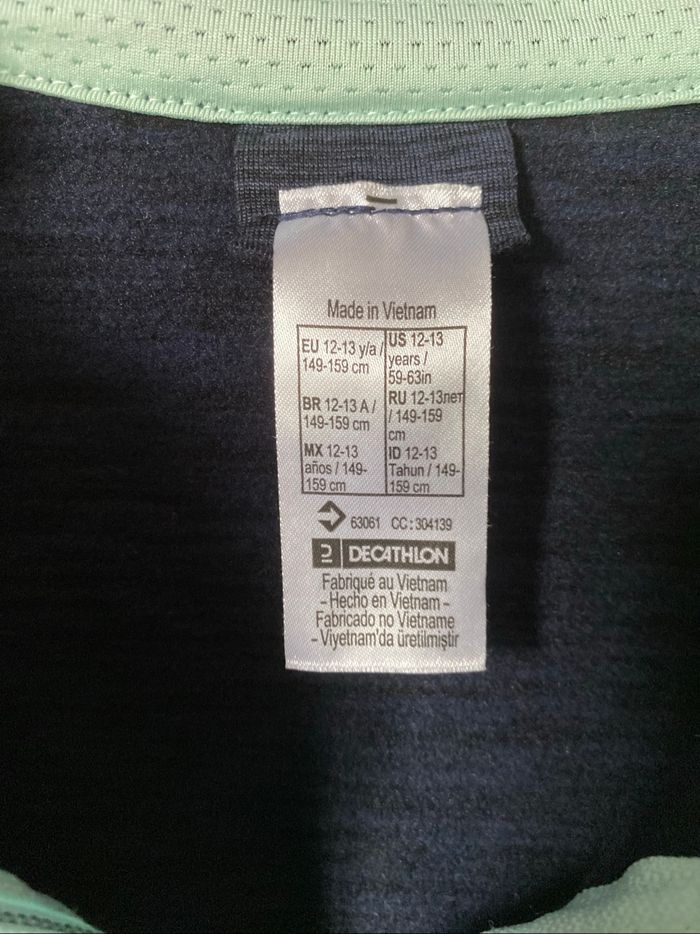 Made in Vietnam
EU 12-13 y/a /
149-159 cm
US 12-13
years /
59-63in
BR 12-13 A /
149-159 cm
RU 12-13лет
/ 149-159
cm
MX 12-13
años / 149-
159 cm
ID 12-13
Tahun / 149-
159 cm
63061 CC:304139
DECATHLON
Fabriqué au Vietnam
- Hecho en Vietnam -
Fabricado no Vietname
- Viyetnam'da üretilmiştir